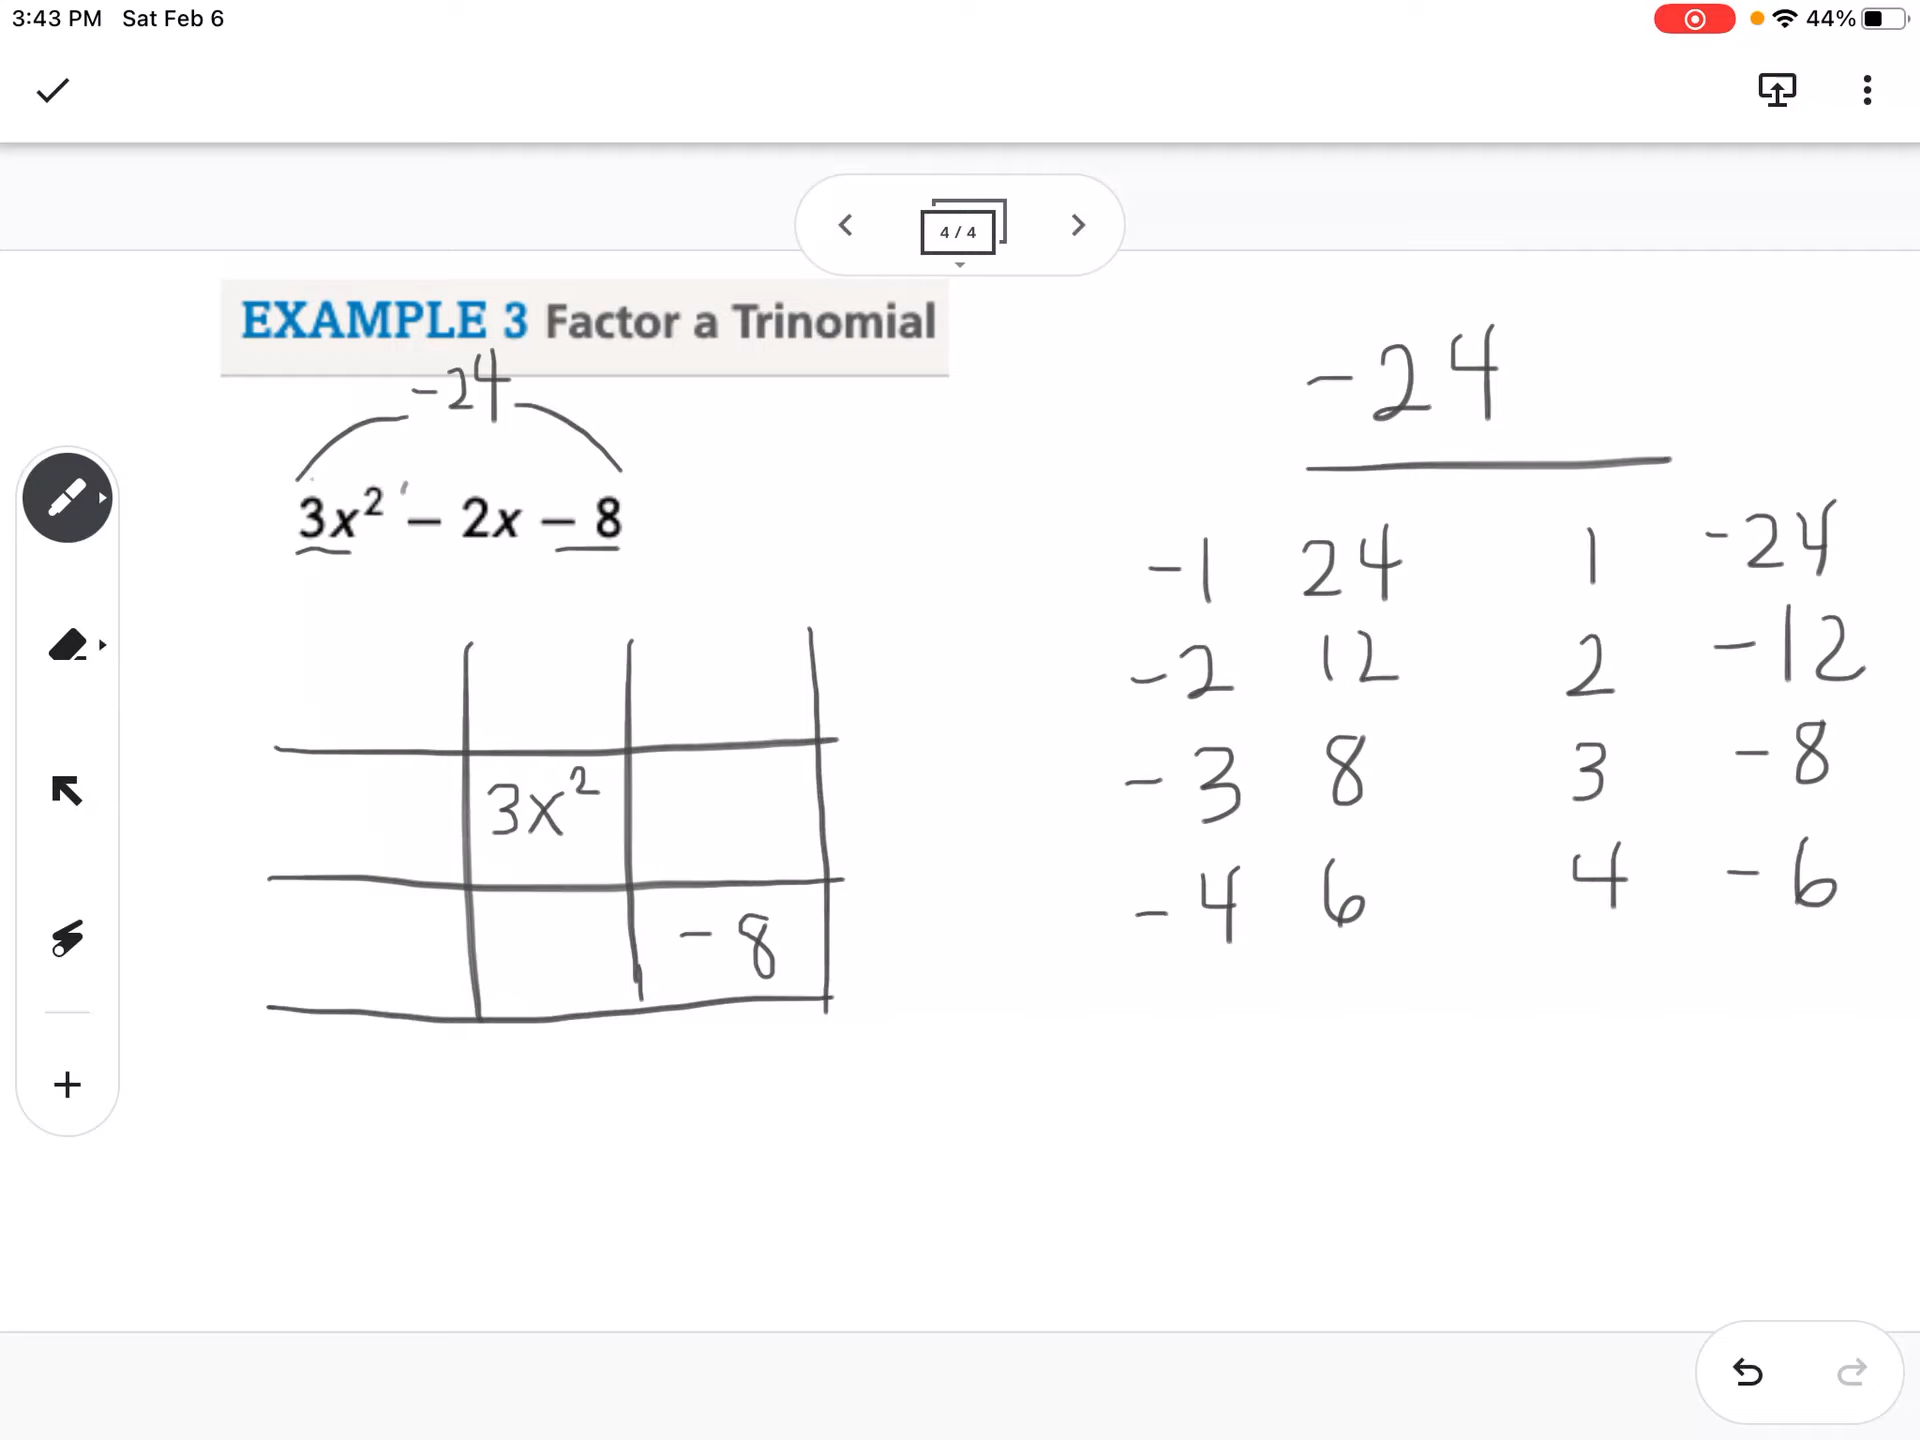 3:43 PM Sat Feb 6 44%
4 / 4
EXAMPLE 3 Factor a Trinomial
-24
3x² - 2x - 8
3x²
-8
-24
-1 24 1 -24
-2 12 2 -12
-3 8 3 -8
-4 6 4 -6